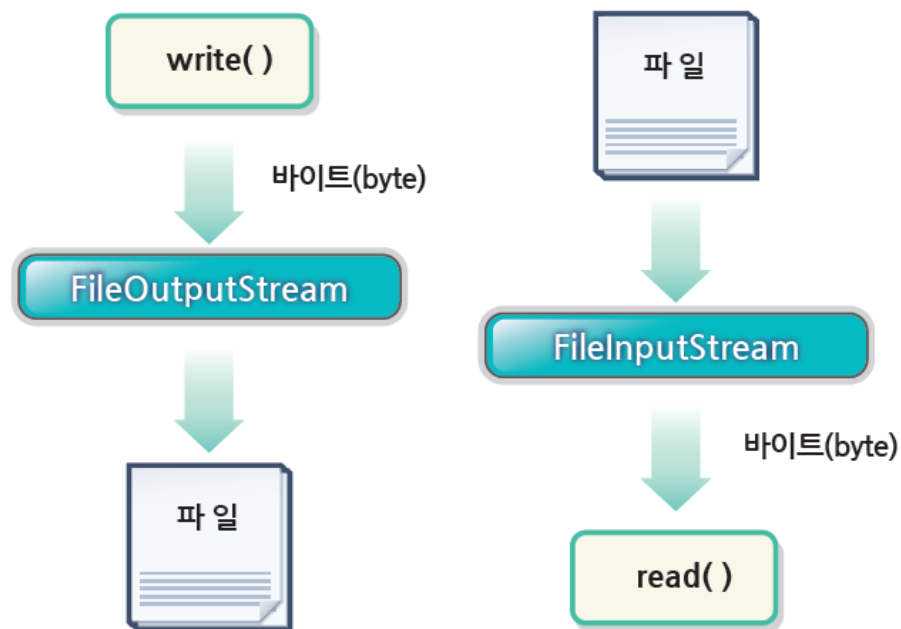 write( )
바이트(byte)
FileOutputStream
파 일
파 일
FileInputStream
바이트(byte)
read( )